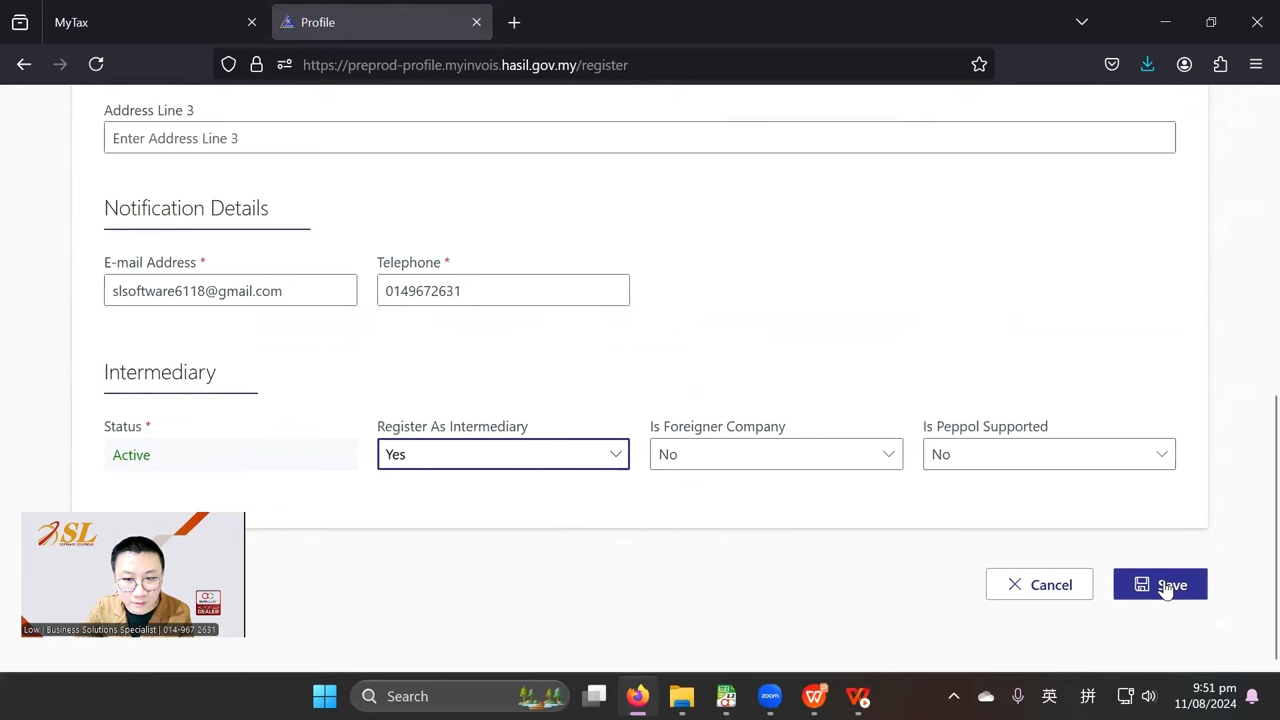 MyTax
Profile
https://preprod-profile.myinvois.hasil.gov.my/register
Address Line 3
Enter Address Line 3
Notification Details
E-mail Address *
Telephone *
slsoftware6118@gmail.com
0149672631
Intermediary
Status *
Register As Intermediary
Is Foreigner Company
Is Peppol Supported
Active
Yes
No
No
SL
Cancel
Save
DEALER
Low | Business Solutions Specialist | 014-967 2631
Search
英
拼
9:51 pm
11/08/2024